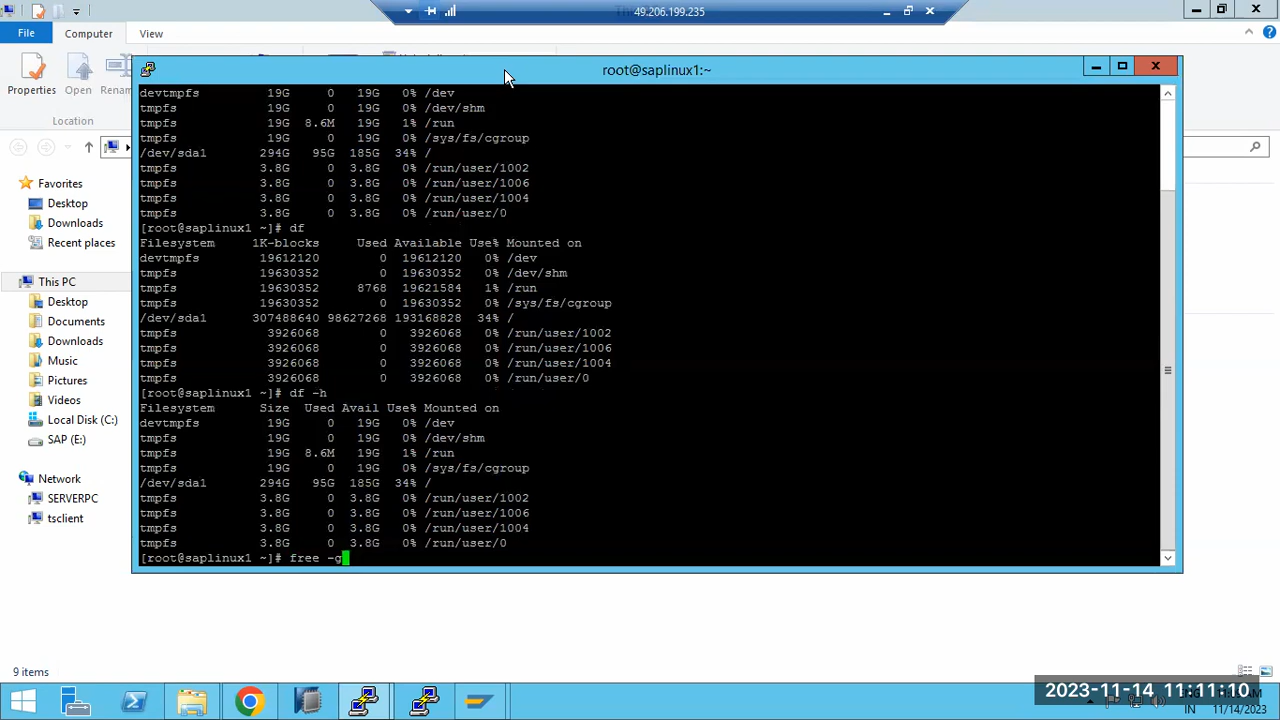 49.206.199.235
File
Computer
View
Properties
Open
Rena
Location
root@saplinux1:~
Favorites
Desktop
Downloads
Recent places
This PC
Desktop
Documents
Downloads
Music
Pictures
Videos
Local Disk (C:)
SAP (E:)
Network
SERVERPC
tsclient
devtmpfs 19G 0 19G 0% /dev
tmpfs 19G 0 19G 0% /dev/shm
tmpfs 19G 8.6M 19G 1% /run
tmpfs 19G 0 19G 0% /sys/fs/cgroup
/dev/sda1 294G 95G 185G 34% /
tmpfs 3.8G 0 3.8G 0% /run/user/1002
tmpfs 3.8G 0 3.8G 0% /run/user/1006
tmpfs 3.8G 0 3.8G 0% /run/user/1004
tmpfs 3.8G 0 3.8G 0% /run/user/0
[root@saplinux1 ~]# df
Filesystem 1K-blocks Used Available Use% Mounted on
devtmpfs 19612120 0 19612120 0% /dev
tmpfs 19630352 0 19630352 0% /dev/shm
tmpfs 19630352 8768 19621584 1% /run
tmpfs 19630352 0 19630352 0% /sys/fs/cgroup
/dev/sda1 307488640 98627268 193168828 34% /
tmpfs 3926068 0 3926068 0% /run/user/1002
tmpfs 3926068 0 3926068 0% /run/user/1006
tmpfs 3926068 0 3926068 0% /run/user/1004
tmpfs 3926068 0 3926068 0% /run/user/0
[root@saplinux1 ~]# df -h
Filesystem Size Used Avail Use% Mounted on
devtmpfs 19G 0 19G 0% /dev
tmpfs 19G 0 19G 0% /dev/shm
tmpfs 19G 8.6M 19G 1% /run
tmpfs 19G 0 19G 0% /sys/fs/cgroup
/dev/sda1 294G 95G 185G 34% /
tmpfs 3.8G 0 3.8G 0% /run/user/1002
tmpfs 3.8G 0 3.8G 0% /run/user/1006
tmpfs 3.8G 0 3.8G 0% /run/user/1004
tmpfs 3.8G 0 3.8G 0% /run/user/0
[root@saplinux1 ~]# free -g
9 items
2023-11-14 11:11:10
IN 11/14/2023